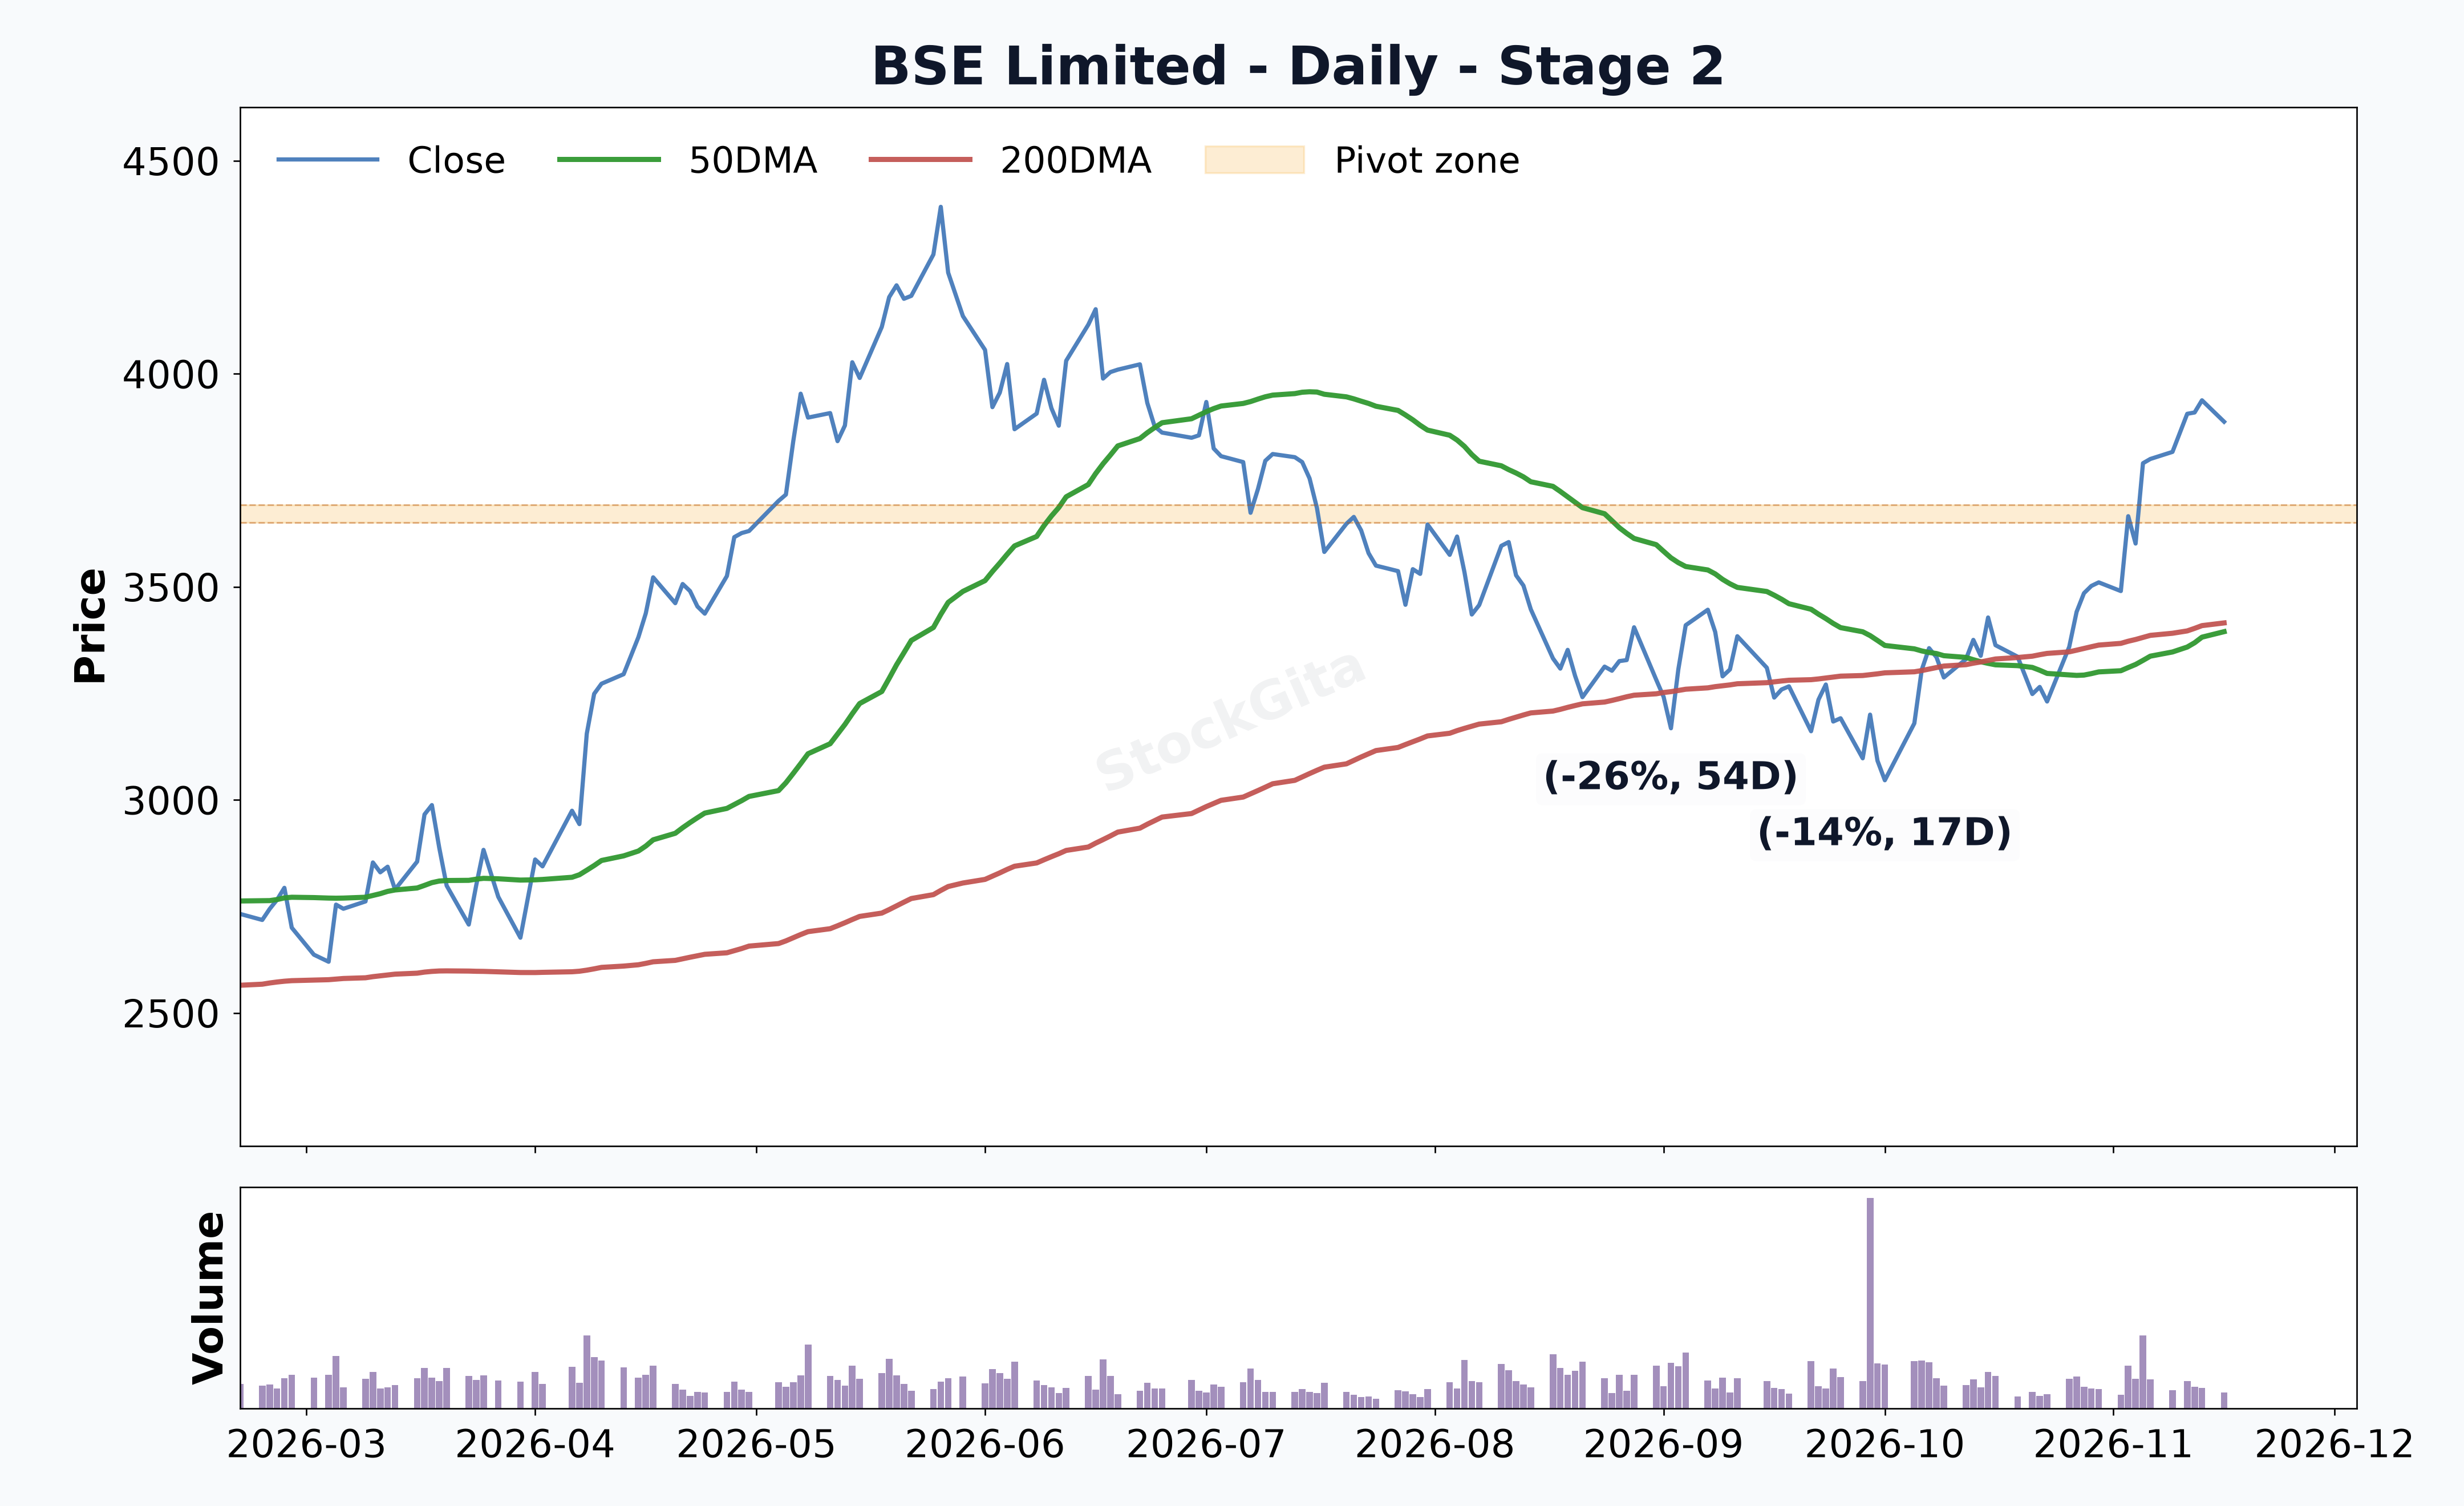 BSE Limited - Daily - Stage 2
Close 50DMA 200DMA Pivot zone
Price
4500
4000
3500
3000
2500
StockGita
(-26%, 54D)
(-14%, 17D)
Volume
2026-03 2026-04 2026-05 2026-06 2026-07 2026-08 2026-09 2026-10 2026-11 2026-12